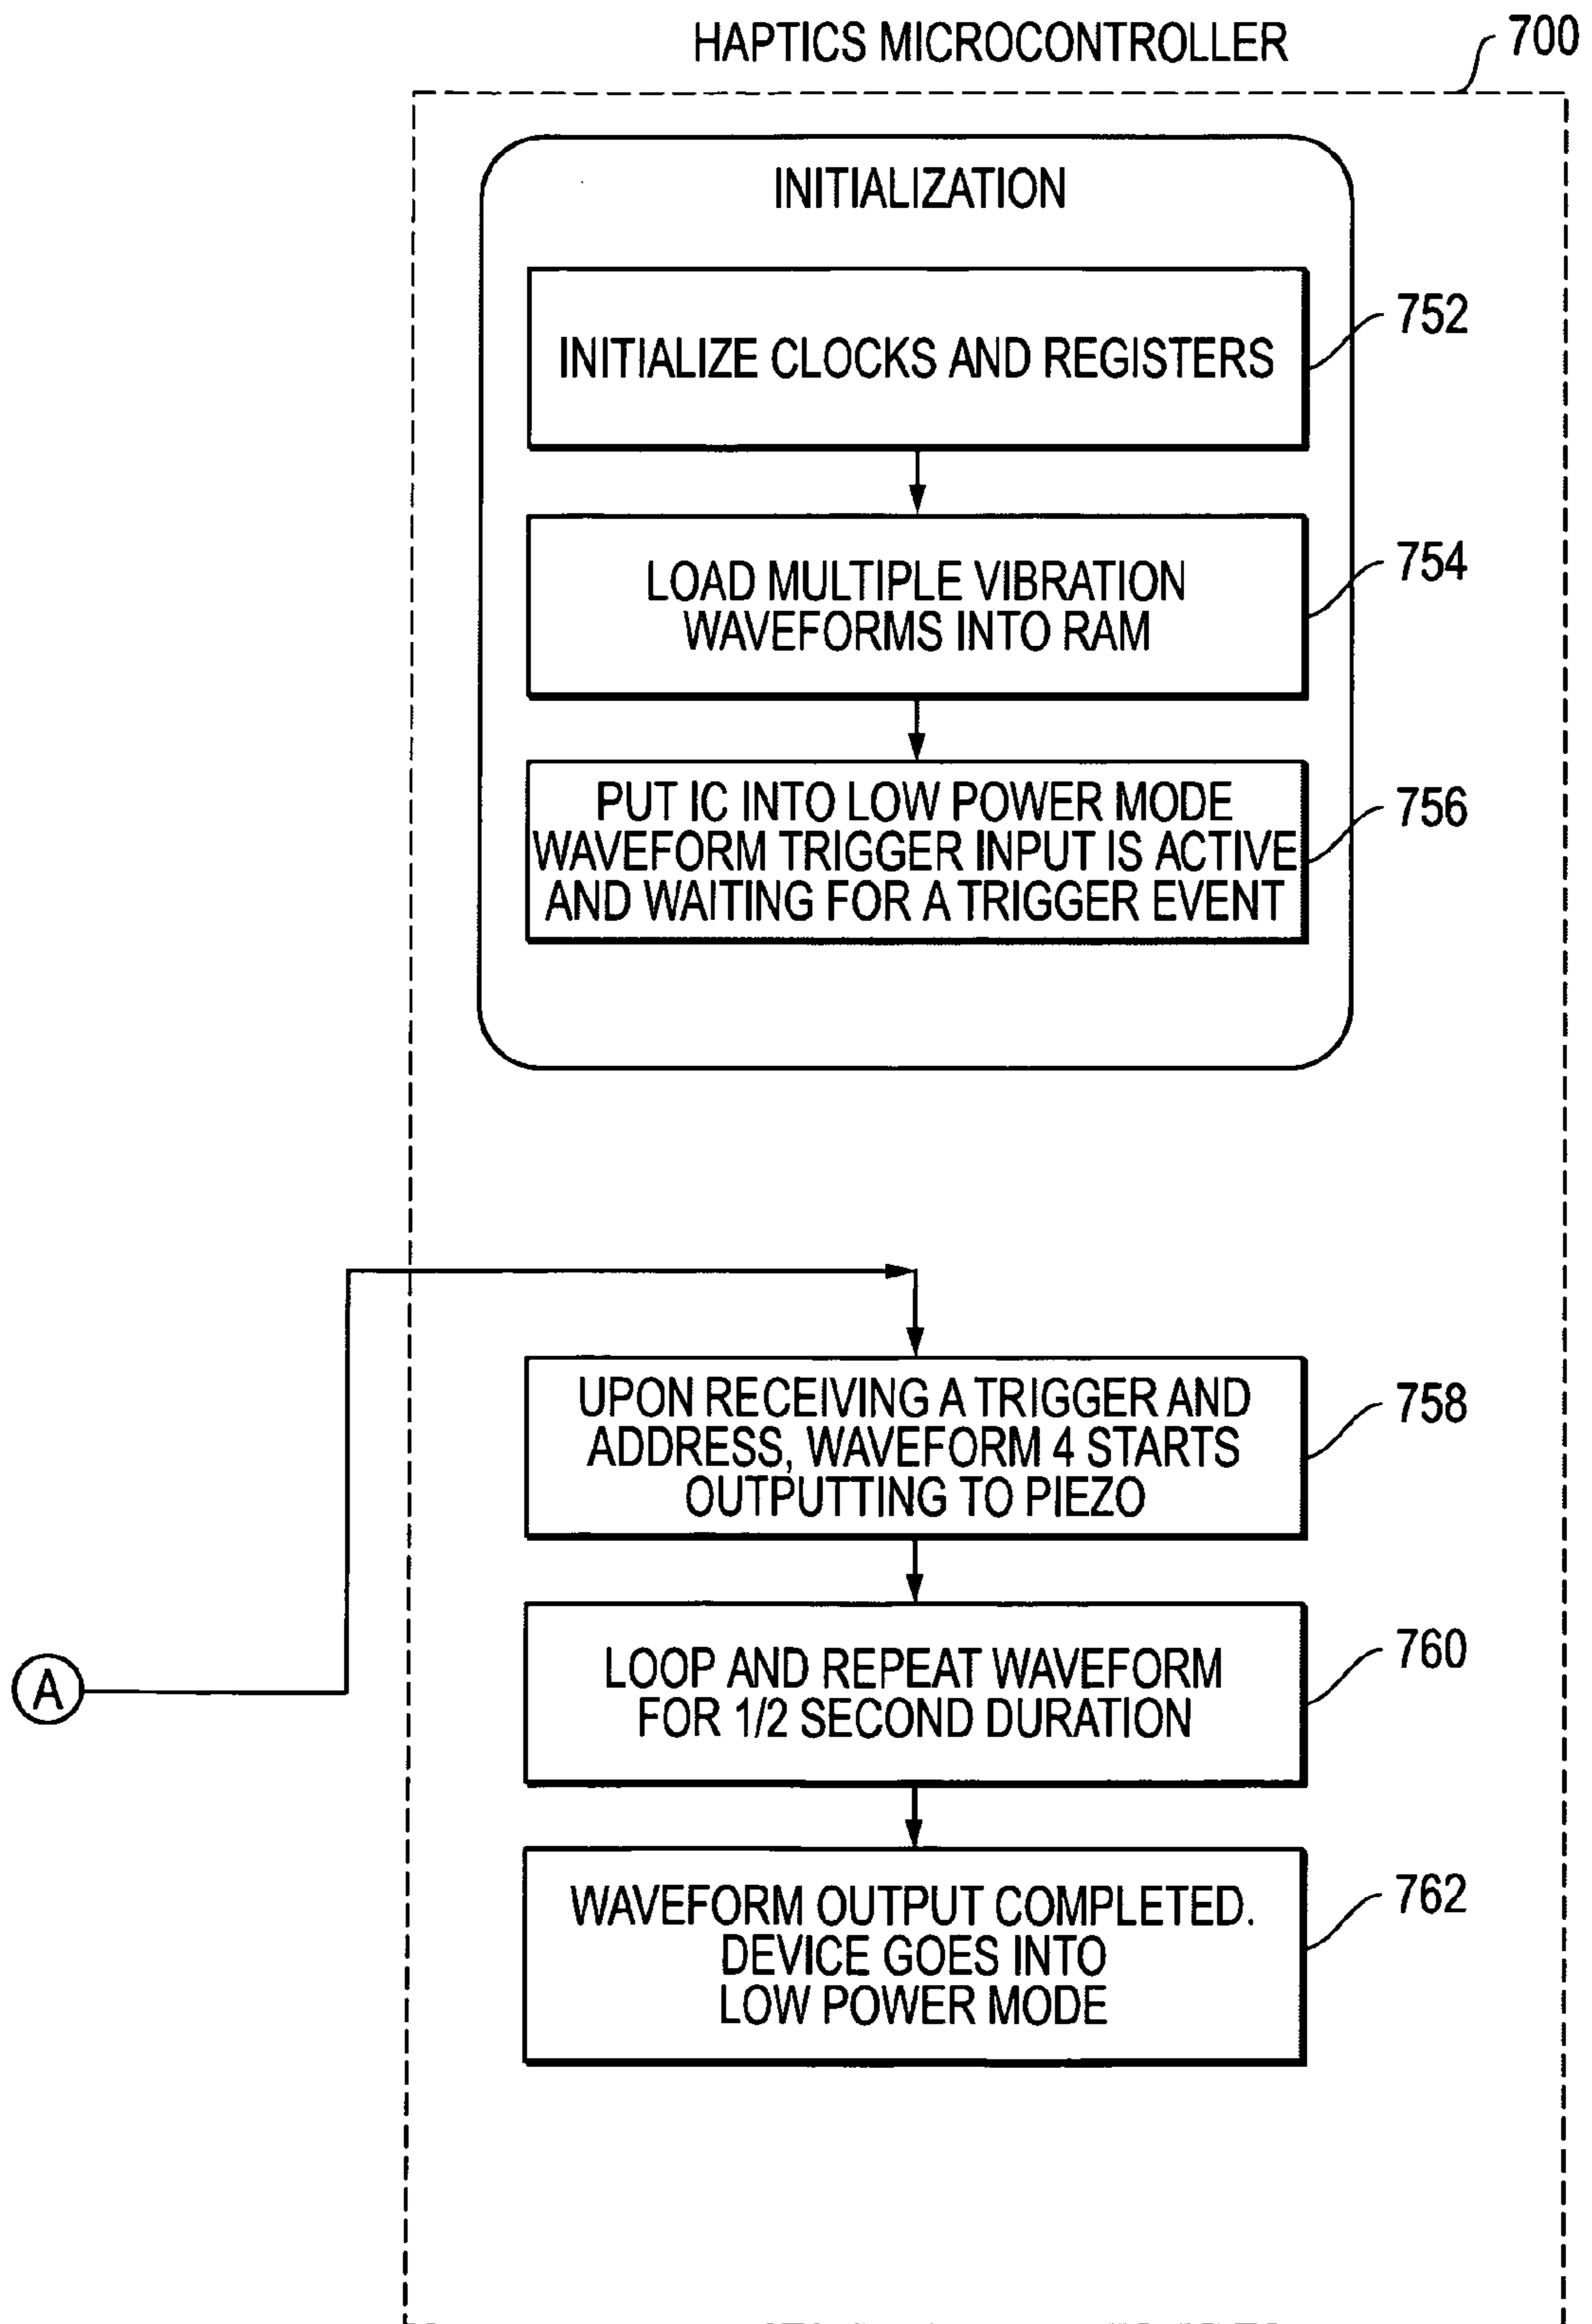 HAPTICS MICROCONTROLLER
700
INITIALIZATION
INITIALIZE CLOCKS AND REGISTERS
752
LOAD MULTIPLE VIBRATION
WAVEFORMS INTO RAM
754
PUT IC INTO LOW POWER MODE
WAVEFORM TRIGGER INPUT IS ACTIVE
AND WAITING FOR A TRIGGER EVENT
756
UPON RECEIVING A TRIGGER AND
ADDRESS, WAVEFORM 4 STARTS
OUTPUTTING TO PIEZO
758
A
LOOP AND REPEAT WAVEFORM
FOR 1/2 SECOND DURATION
760
WAVEFORM OUTPUT COMPLETED.
DEVICE GOES INTO
LOW POWER MODE
762